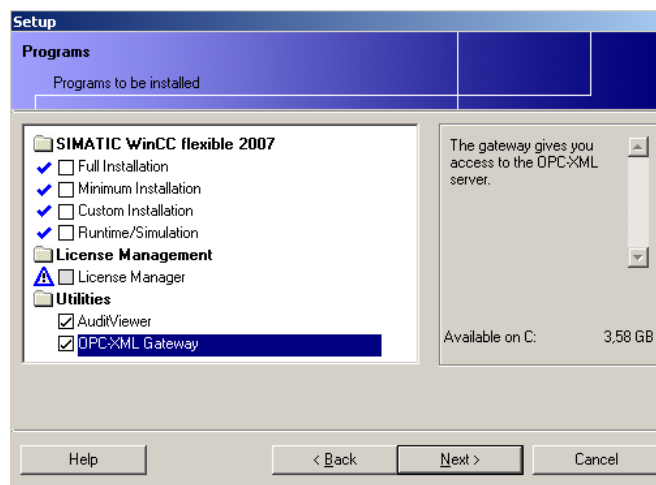 Setup
Programs
Programs to be installed
SIMATIC WinCC flexible 2007
Full Installation
Minimum Installation
Custom Installation
Runtime/Simulation
License Management
License Manager
Utilities
AuditViewer
OPC-XML Gateway
The gateway gives you
access to the OPC-XML
server.
Available on C: 3,58 GB
Help
< Back
Next >
Cancel